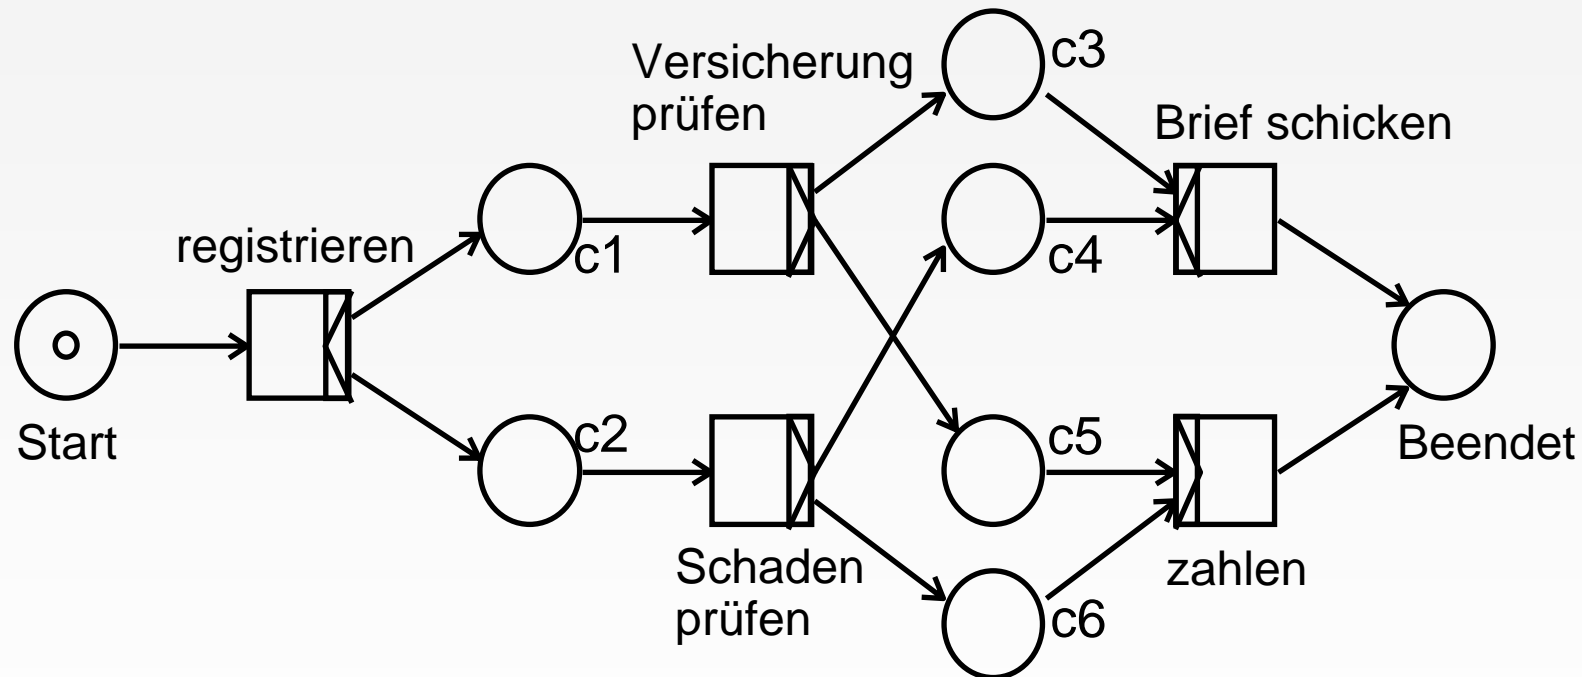 Versicherung
prüfen
c3
Brief schicken
registrieren
c1
c4
Start
c2
c5
Beendet
Schaden
prüfen
zahlen
c6